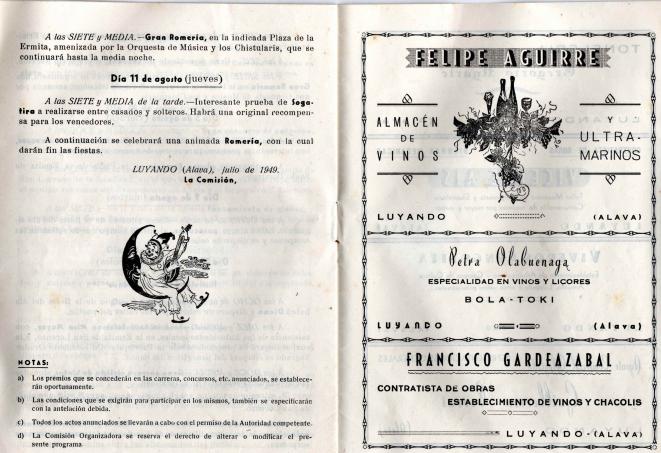 A las SIETE y MEDIA.—Gran Romería, en la indicada Plaza de la
Ermita, amenizada por la Orquesta de Música y los Chistularis, que se
continuará hasta la media noche.
Día 11 de agosto (jueves)
A las SIETE y MEDIA de la tarde.—Interesante prueba de soga-
tira a realizarse entre casados y solteros. Habrá una original recompen-
sa para los vencedores.
A continuación se celebrará una animada Romería, con la cual
darán fin las fiestas.
LUYANDO (Alava), julio de 1949.
La Comisión,
NOTAS:
a) Los premios que se concederán en las carreras, concursos, etc. anunciados, se establece-
rán oportunamente.
b) Las condiciones que se exigirán para participar en los mismos, también se especificarán
con la antelación debida.
c) Todos los actos anunciados se llevarán a cabo con el permiso de la Autoridad competente.
d) La Comisión Organizadora se reserva el derecho de alterar o modificar el pre-
sente programa.
FELIPE AGUIRRE
ALMACÉN
DE
VINOS
Y
ULTRA-
MARINOS
LUYANDO (ALAVA)
Petra Olabuenaga
ESPECIALIDAD EN VINOS Y LICORES
BOLA-TOKI
LUYANDO (Alava)
FRANCISCO GARDEAZABAL
CONTRATISTA DE OBRAS
ESTABLECIMIENTO DE VINOS Y CHACOLIS
LUYANDO-(ALAVA)